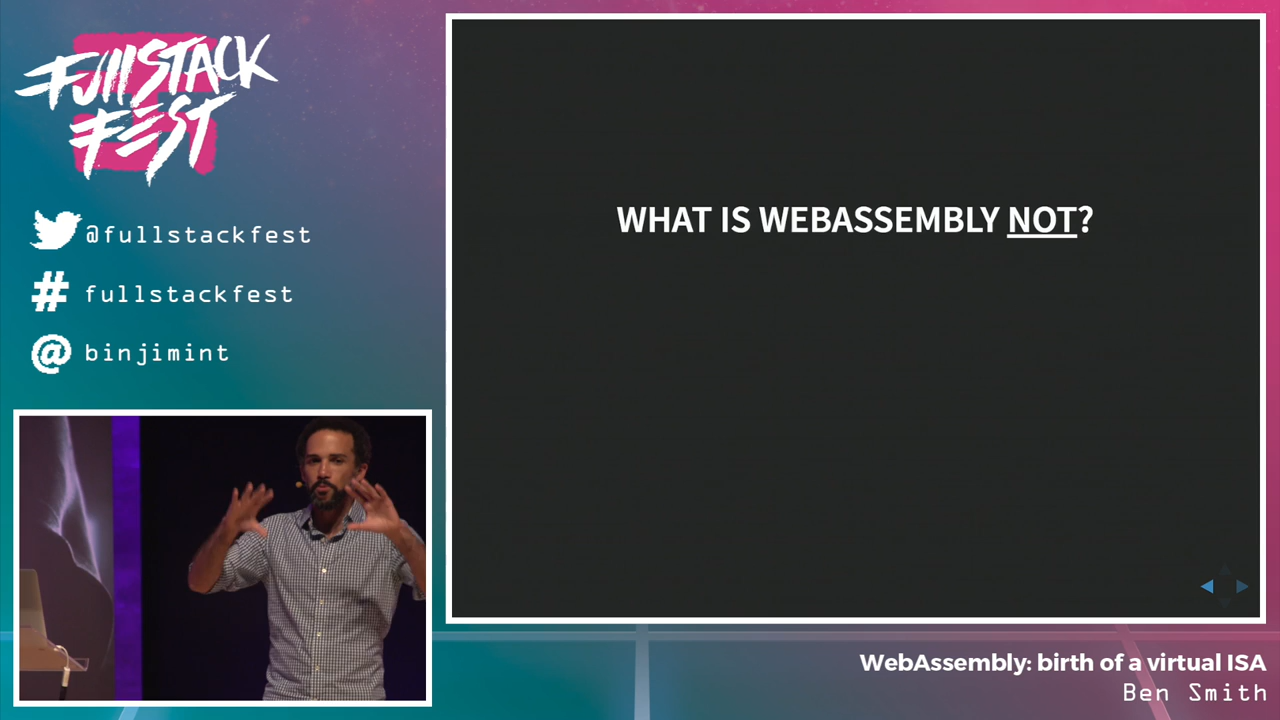 FullSTACK
FEST
@fullstackfest
# fullstackfest
@ binjimint
WHAT IS WEBASSEMBLY NOT?
WebAssembly: birth of a virtual ISA
Ben Smith